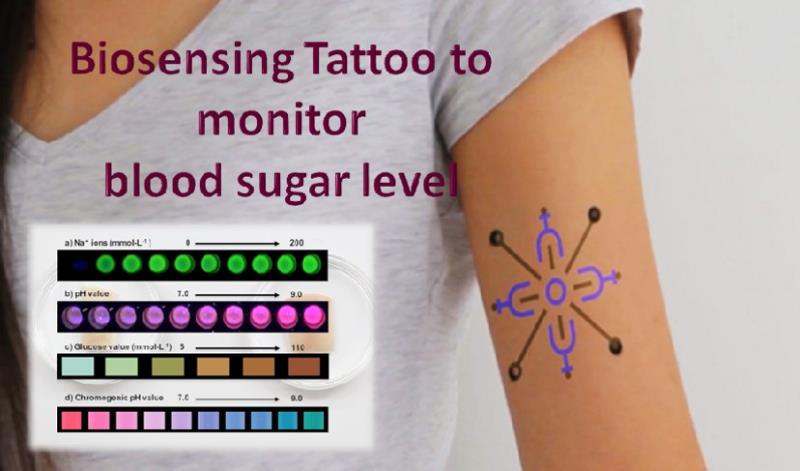 Biosensing Tattoo to
monitor
blood sugar level
a) Na⁺ ions (mmol·L⁻¹) 0 200
b) pH value 7.0 9.0
c) Glucose value (mmol·L⁻¹) 5 110
d) Chromogenic pH value 7.0 9.0